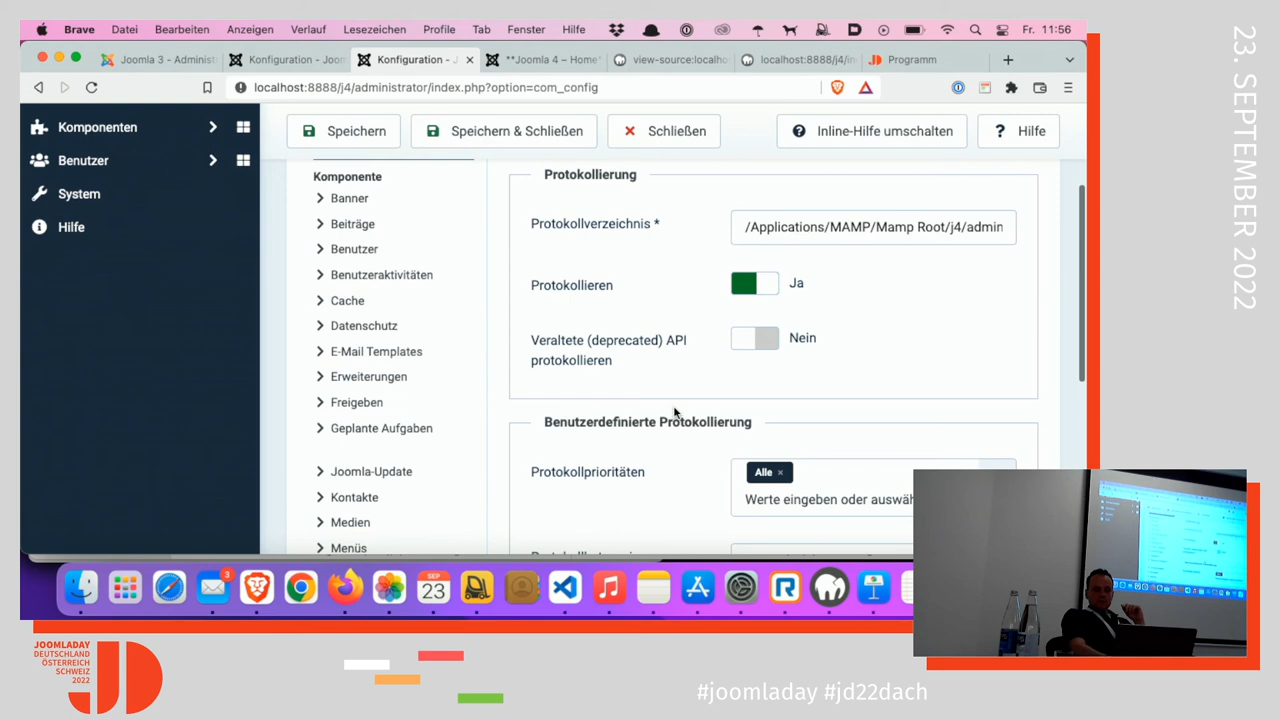 Brave Datei Bearbeiten Anzeigen Verlauf Lesezeichen Profile Tab Fenster Hilfe Fr. 11:56
Joomla 3 - Administ Konfiguration - Joom Konfiguration - J **Joomla 4 – Home" view-source:localho localhost:8888/j4/in Programm
localhost:8888/j4/administrator/index.php?option=com_config
Komponenten
Benutzer
System
Hilfe
Speichern Speichern & Schließen Schließen Inline-Hilfe umschalten Hilfe
Komponente
Banner
Beiträge
Benutzer
Benutzeraktivitäten
Cache
Datenschutz
E-Mail Templates
Erweiterungen
Freigeben
Geplante Aufgaben
Joomla-Update
Kontakte
Medien
Menüs
Protokollierung
Protokollverzeichnis * /Applications/MAMP/Mamp Root/j4/admin
Protokollieren Ja
Veraltete (deprecated) API
protokollieren
Nein
Benutzerdefinierte Protokollierung
Protokollprioritäten Alle
Werte eingeben oder auswäh
3
SEP
23
23. SEPTEMBER 2022
JOOMLADAY
DEUTSCHLAND
ÖSTERREICH
SCHWEIZ
2022
JD
#joomladay #jd22dach